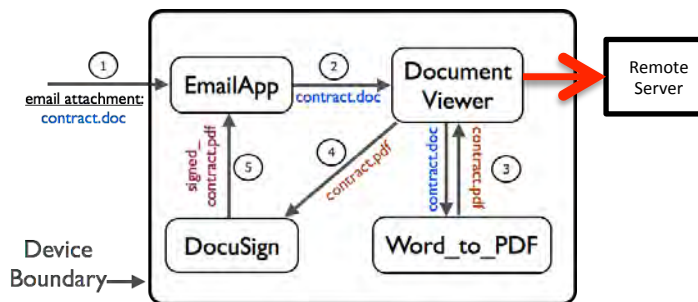 1
email attachment:
contract.doc
EmailApp
2
contract.doc
Document
Viewer
Remote
Server
signed_
contract.pdf
5
4
contract.pdf
contract.doc
contract.pdf
3
DocuSign
Word_to_PDF
Device
Boundary